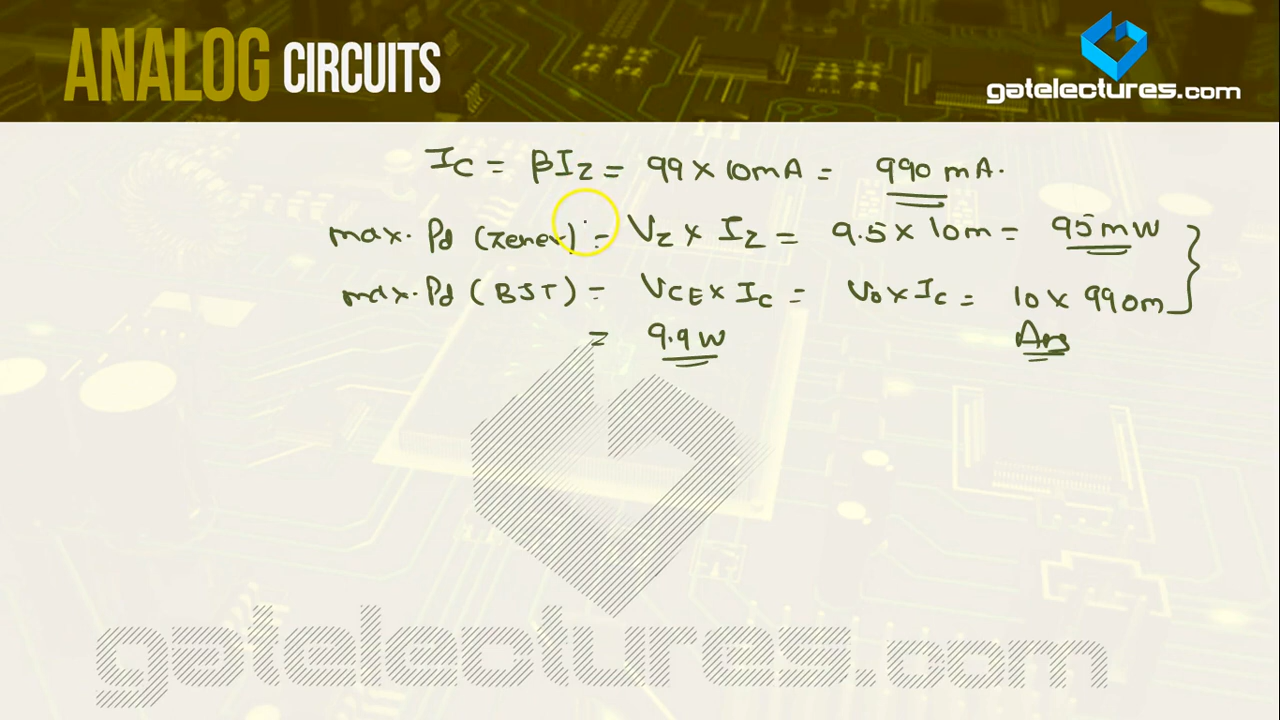 ANALOG CIRCUITS
gatelectures.com
IC = βIZ = 99 × 10mA = 990 mA.
max. Pd (zener) = VZ × IZ = 9.5 × 10m = 95mW
max. Pd (BJT) = VCE × IC = V0 × IC = 10 × 990m
= 9.9W Ans
gatelectures.com